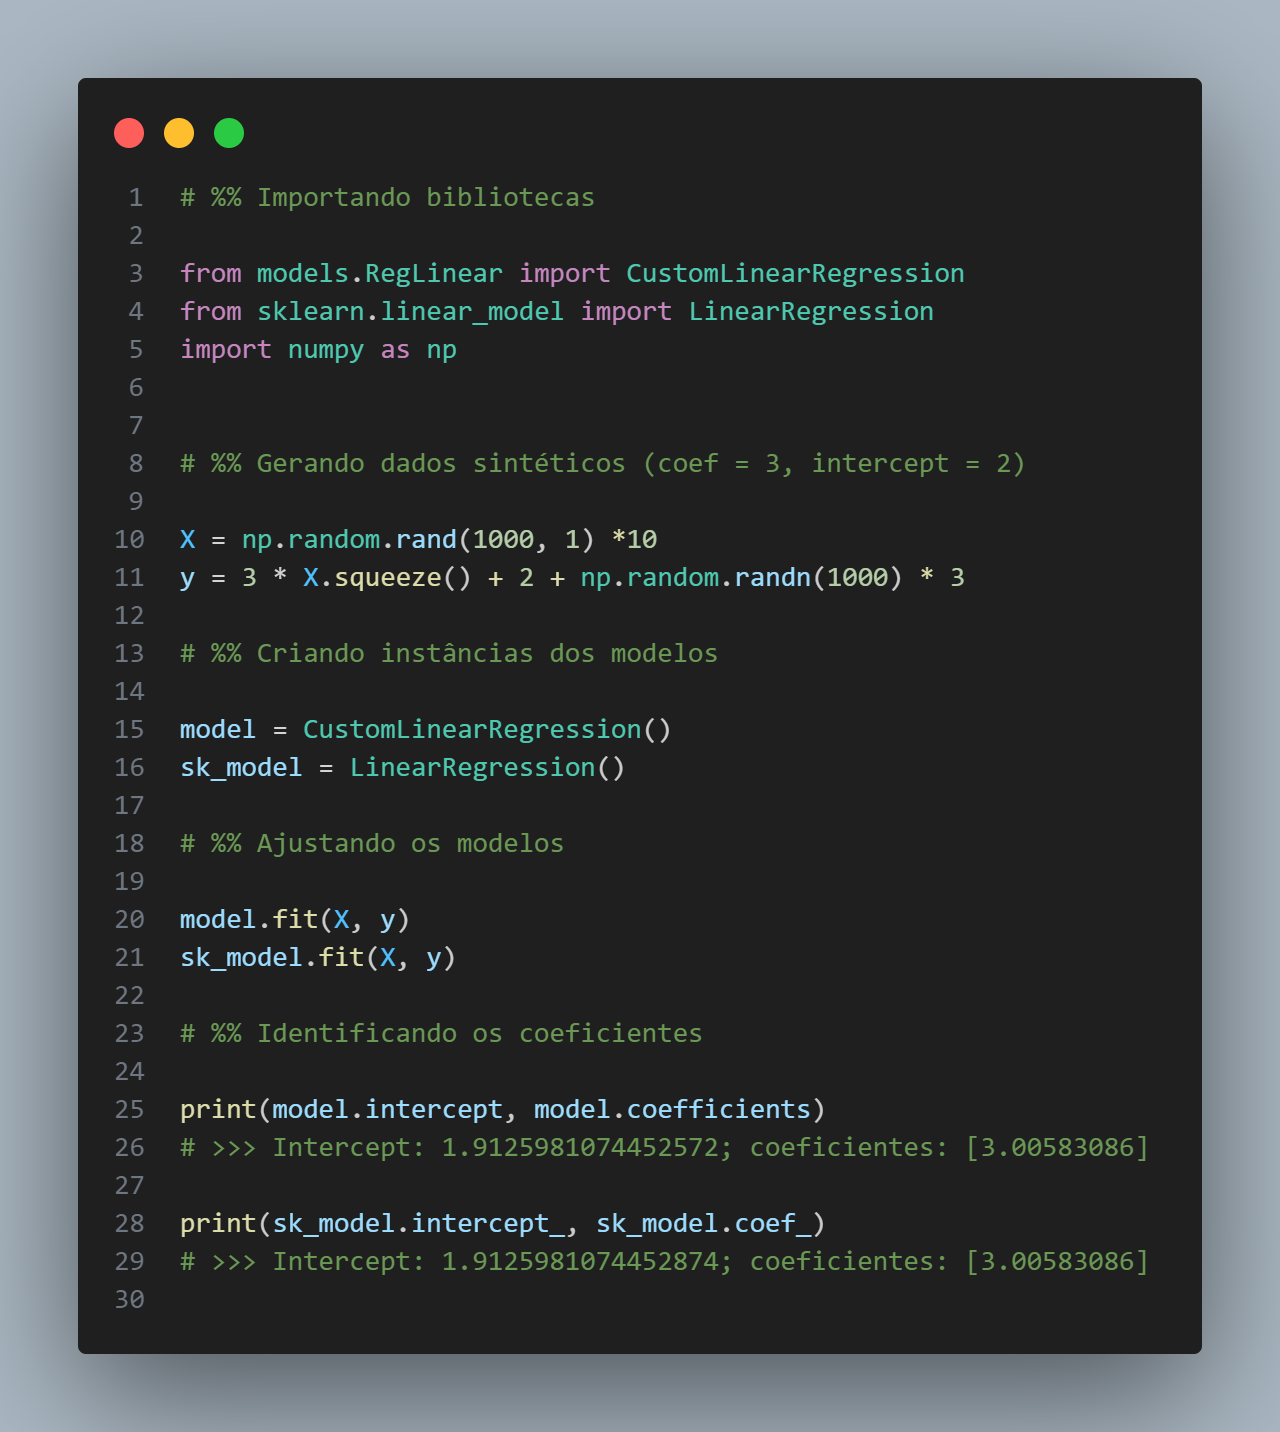 1 # %% Importando bibliotecas
2
3 from models.RegLinear import CustomLinearRegression
4 from sklearn.linear_model import LinearRegression
5 import numpy as np
6
7
8 # %% Gerando dados sintéticos (coef = 3, intercept = 2)
9
10 X = np.random.rand(1000, 1) *10
11 y = 3 * X.squeeze() + 2 + np.random.randn(1000) * 3
12
13 # %% Criando instâncias dos modelos
14
15 model = CustomLinearRegression()
16 sk_model = LinearRegression()
17
18 # %% Ajustando os modelos
19
20 model.fit(X, y)
21 sk_model.fit(X, y)
22
23 # %% Identificando os coeficientes
24
25 print(model.intercept, model.coefficients)
26 # >>> Intercept: 1.9125981074452572; coeficientes: [3.00583086]
27
28 print(sk_model.intercept_, sk_model.coef_)
29 # >>> Intercept: 1.9125981074452874; coeficientes: [3.00583086]
30